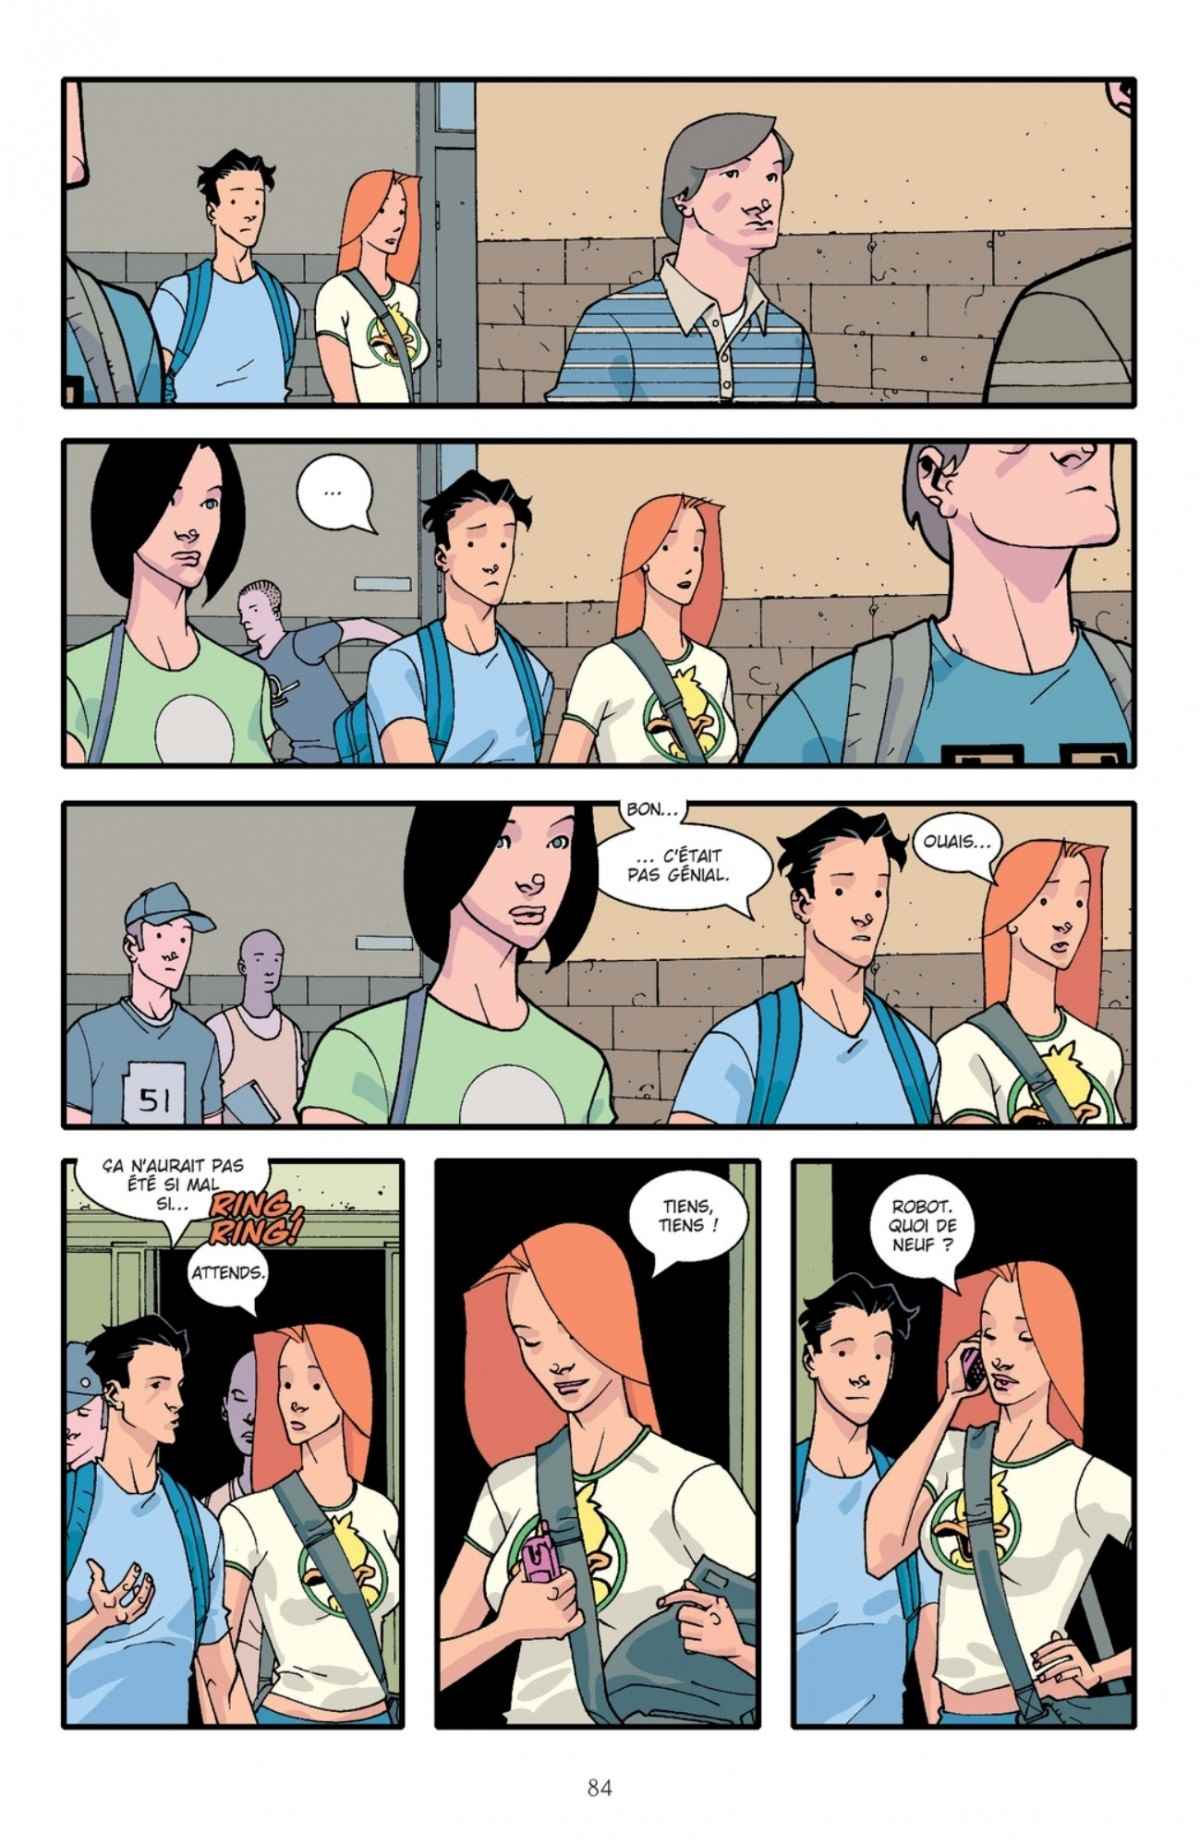 ...
BON...
... C'ÉTAIT
PAS GÉNIAL.
OUAIS...
51
ÇA N'AURAIT PAS
ÉTÉ SI MAL
SI...
RING,
RING!
ATTENDS.
TIENS,
TIENS !
ROBOT.
QUOI DE
NEUF ?
84